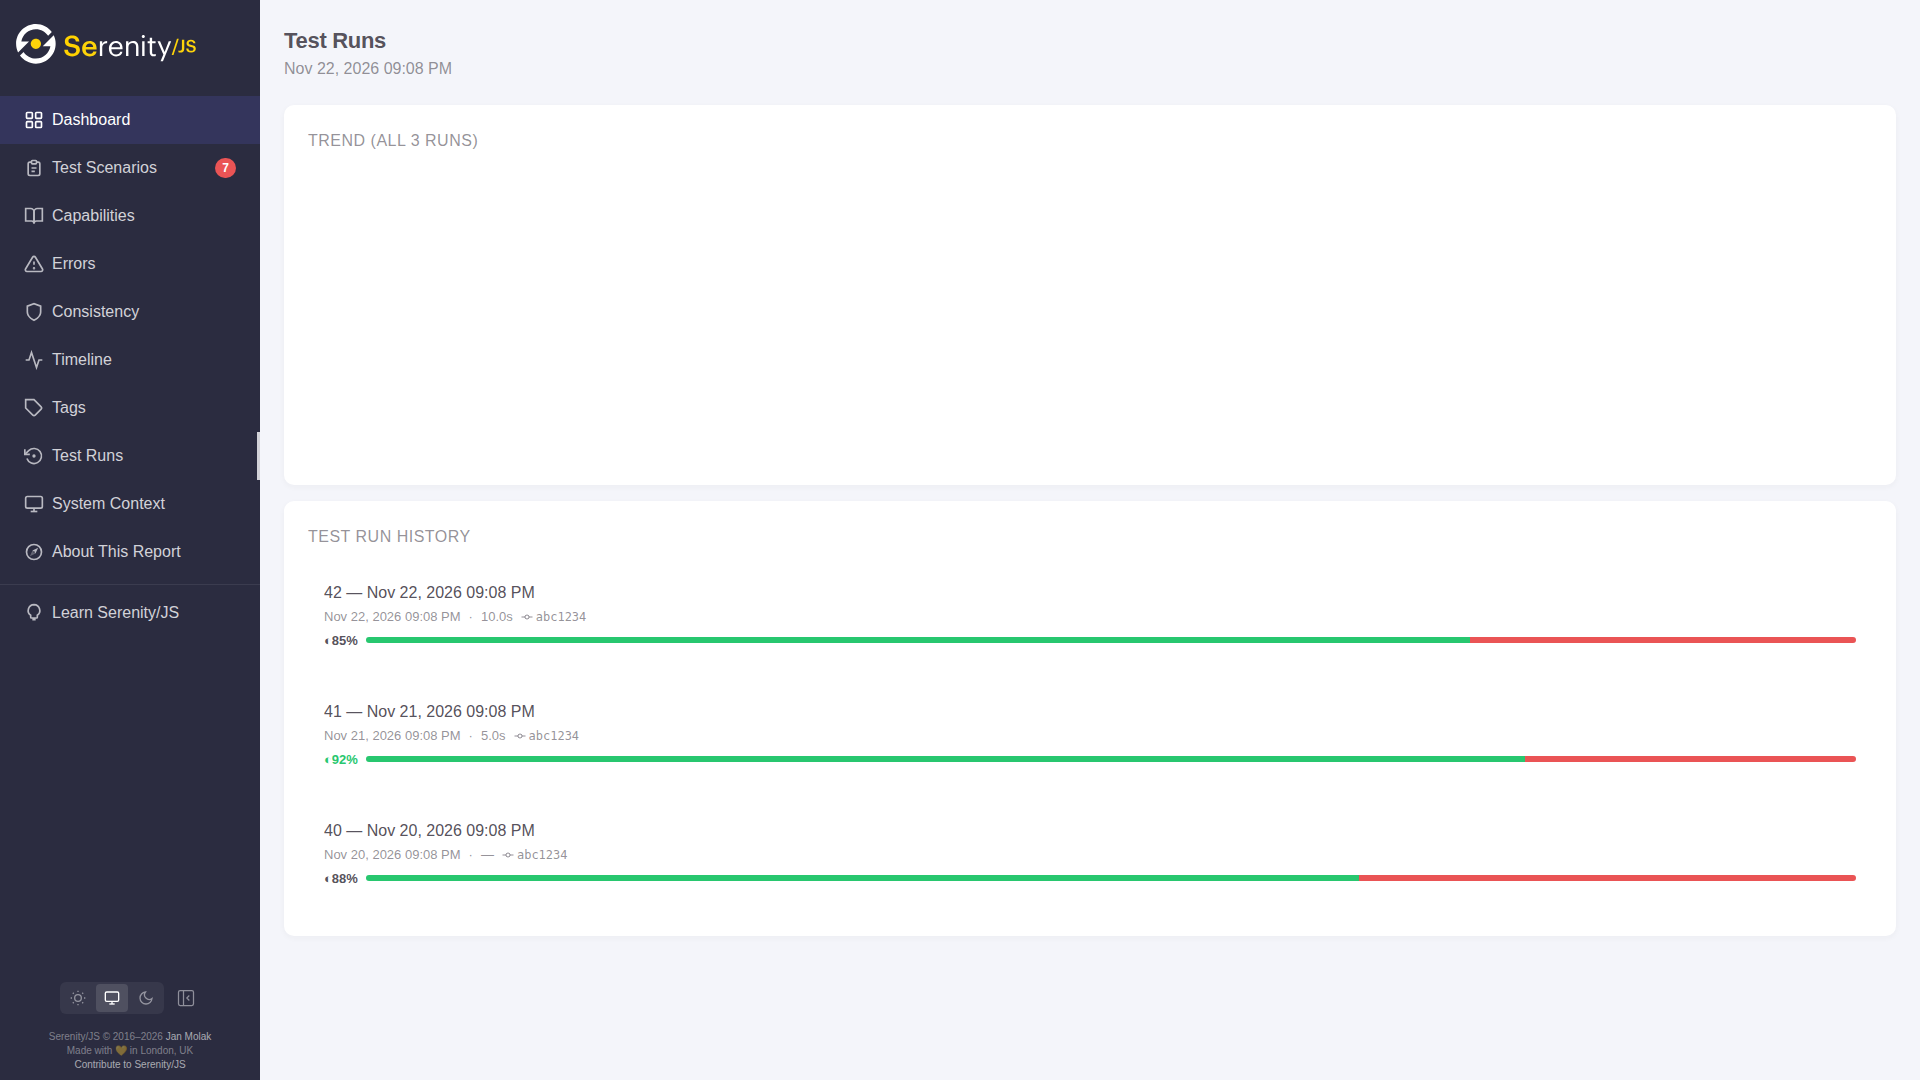 Serenity/JS
Dashboard
Test Scenarios 7
Capabilities
Errors
Consistency
Timeline
Tags
Test Runs
System Context
About This Report
Learn Serenity/JS
Serenity/JS © 2016–2026 Jan Molak
Made with 💛 in London, UK
Contribute to Serenity/JS
Test Runs
Nov 22, 2026 09:08 PM
TREND (ALL 3 RUNS)
TEST RUN HISTORY
42 — Nov 22, 2026 09:08 PM
Nov 22, 2026 09:08 PM · 10.0s abc1234
85%
41 — Nov 21, 2026 09:08 PM
Nov 21, 2026 09:08 PM · 5.0s abc1234
92%
40 — Nov 20, 2026 09:08 PM
Nov 20, 2026 09:08 PM · — abc1234
88%